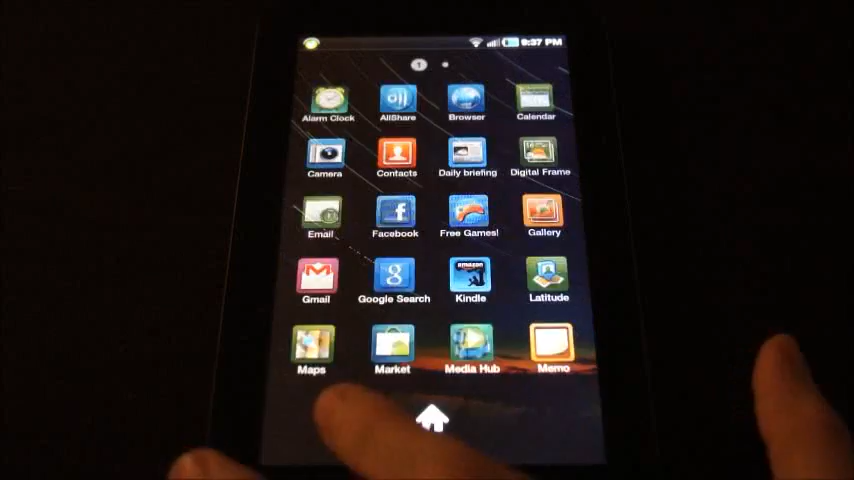 9:37 PM
1
Alarm Clock AllShare Browser Calendar
Camera Contacts Daily briefing Digital Frame
Email Facebook Free Games! Gallery
Gmail Google Search Kindle Latitude
Maps Market Media Hub Memo
amazon